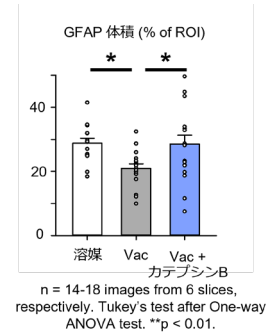 GFAP 体積 (% of ROI)
* *
40
20
0
溶媒 Vac Vac +
カテプシンB
n = 14-18 images from 6 slices,
respectively. Tukey's test after One-way
ANOVA test. **p < 0.01.